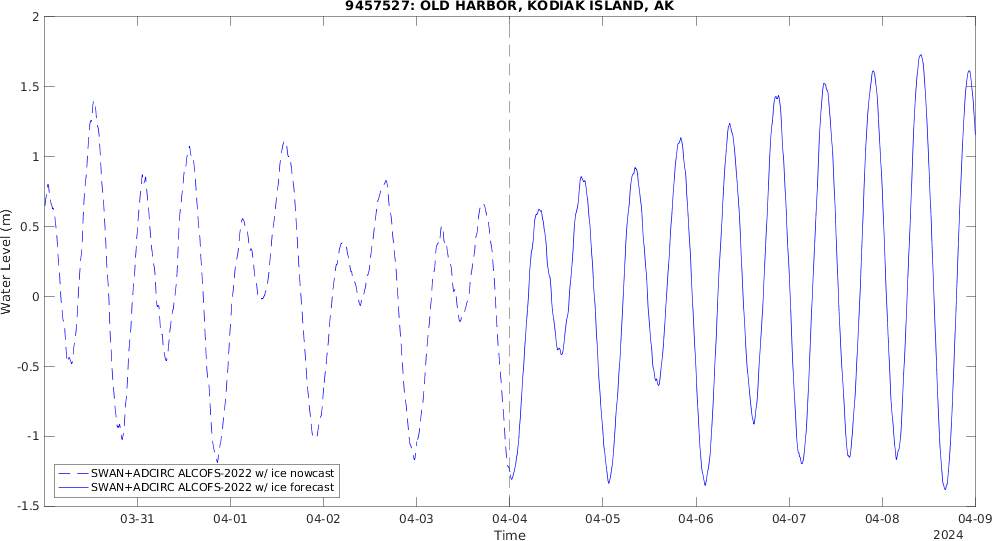 9457527: OLD HARBOR, KODIAK ISLAND, AK
2
1.5
1
0.5
0
-0.5
-1
-1.5
Water Level (m)
SWAN+ADCIRC ALCOFS-2022 w/ ice nowcast
SWAN+ADCIRC ALCOFS-2022 w/ ice forecast
03-31 04-01 04-02 04-03 04-04 04-05 04-06 04-07 04-08 04-09
Time
2024